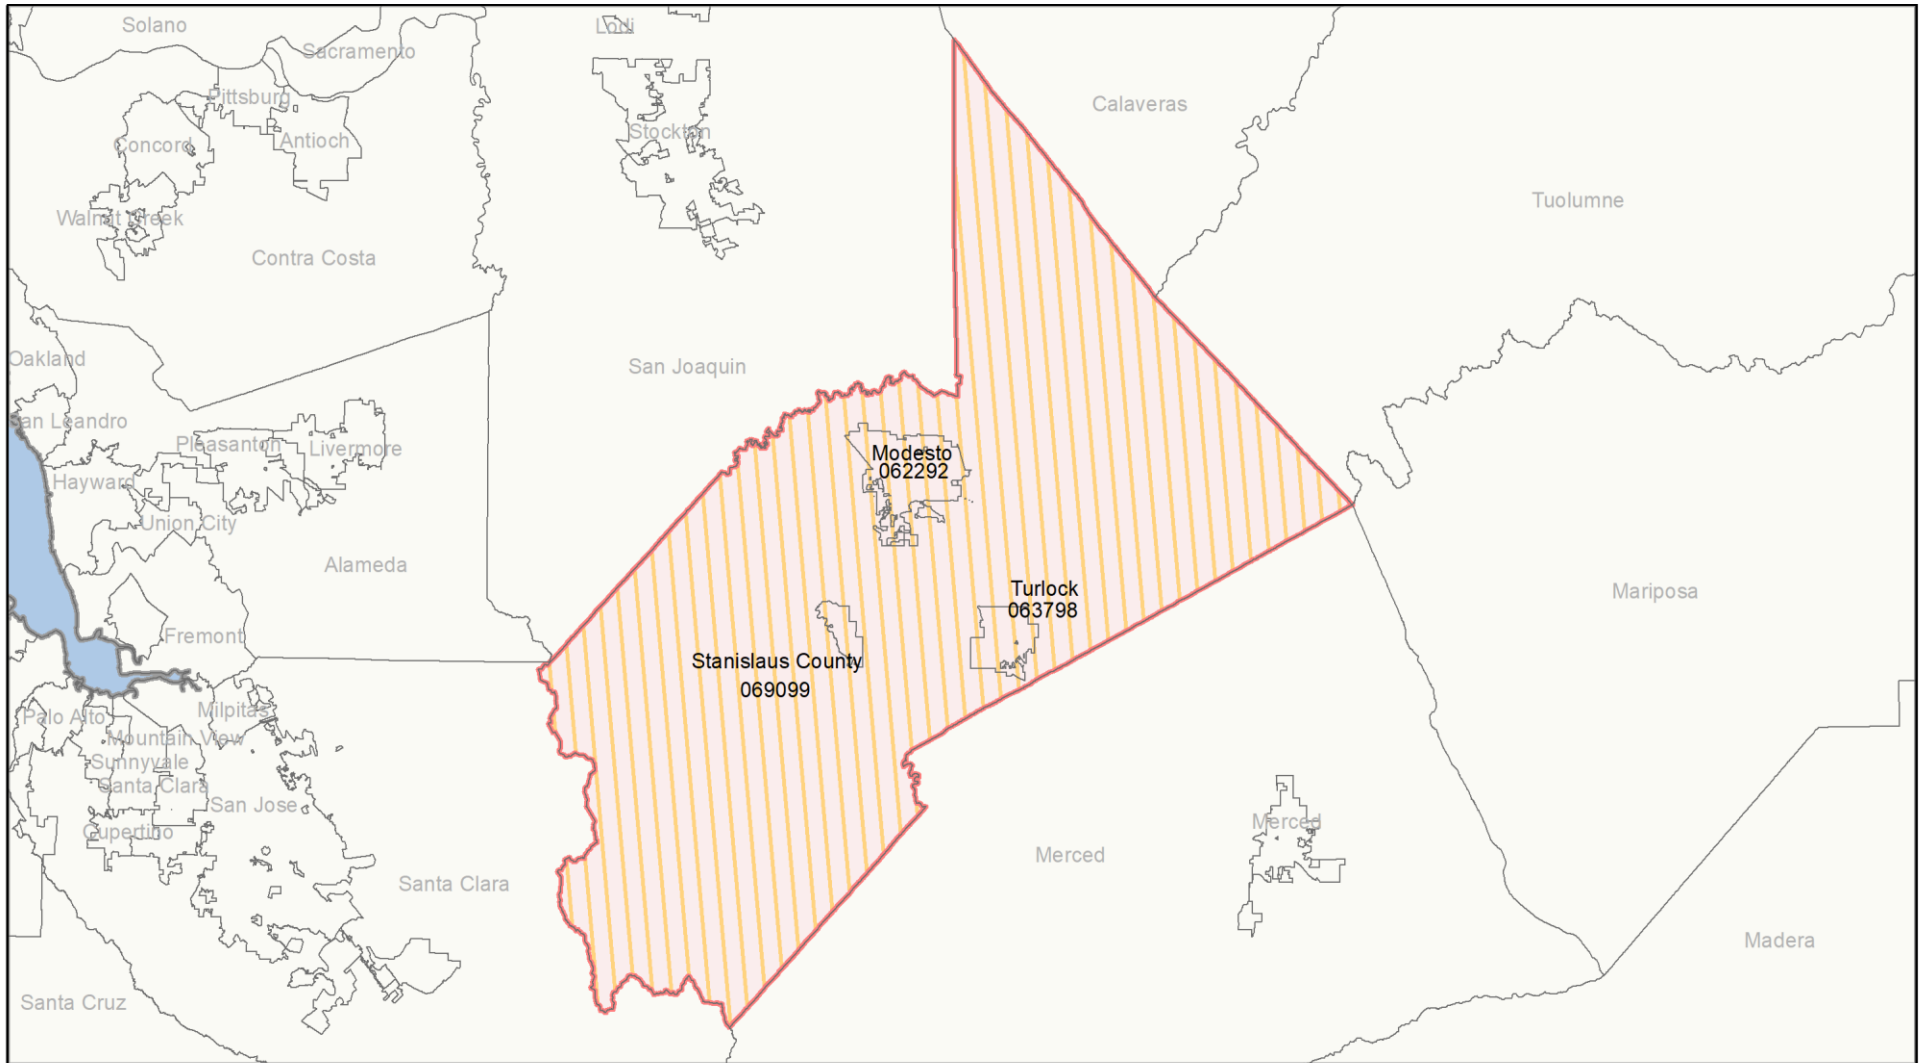 Solano
Sacramento
Lodi
Pittsburg
Calaveras
Stockton
Antioch
Concord
Tuolumne
Walnut Creek
Contra Costa
Oakland
San Joaquin
San Leandro
Pleasanton
Livermore
Modesto
062292
Hayward
Union City
Alameda
Turlock
063798
Mariposa
Fremont
Stanislaus County
069099
Milpitas
Palo Alto
Mountain View
Sunnyvale
Santa Clara
San Jose
Merced
Cupertino
Merced
Santa Clara
Madera
Santa Cruz